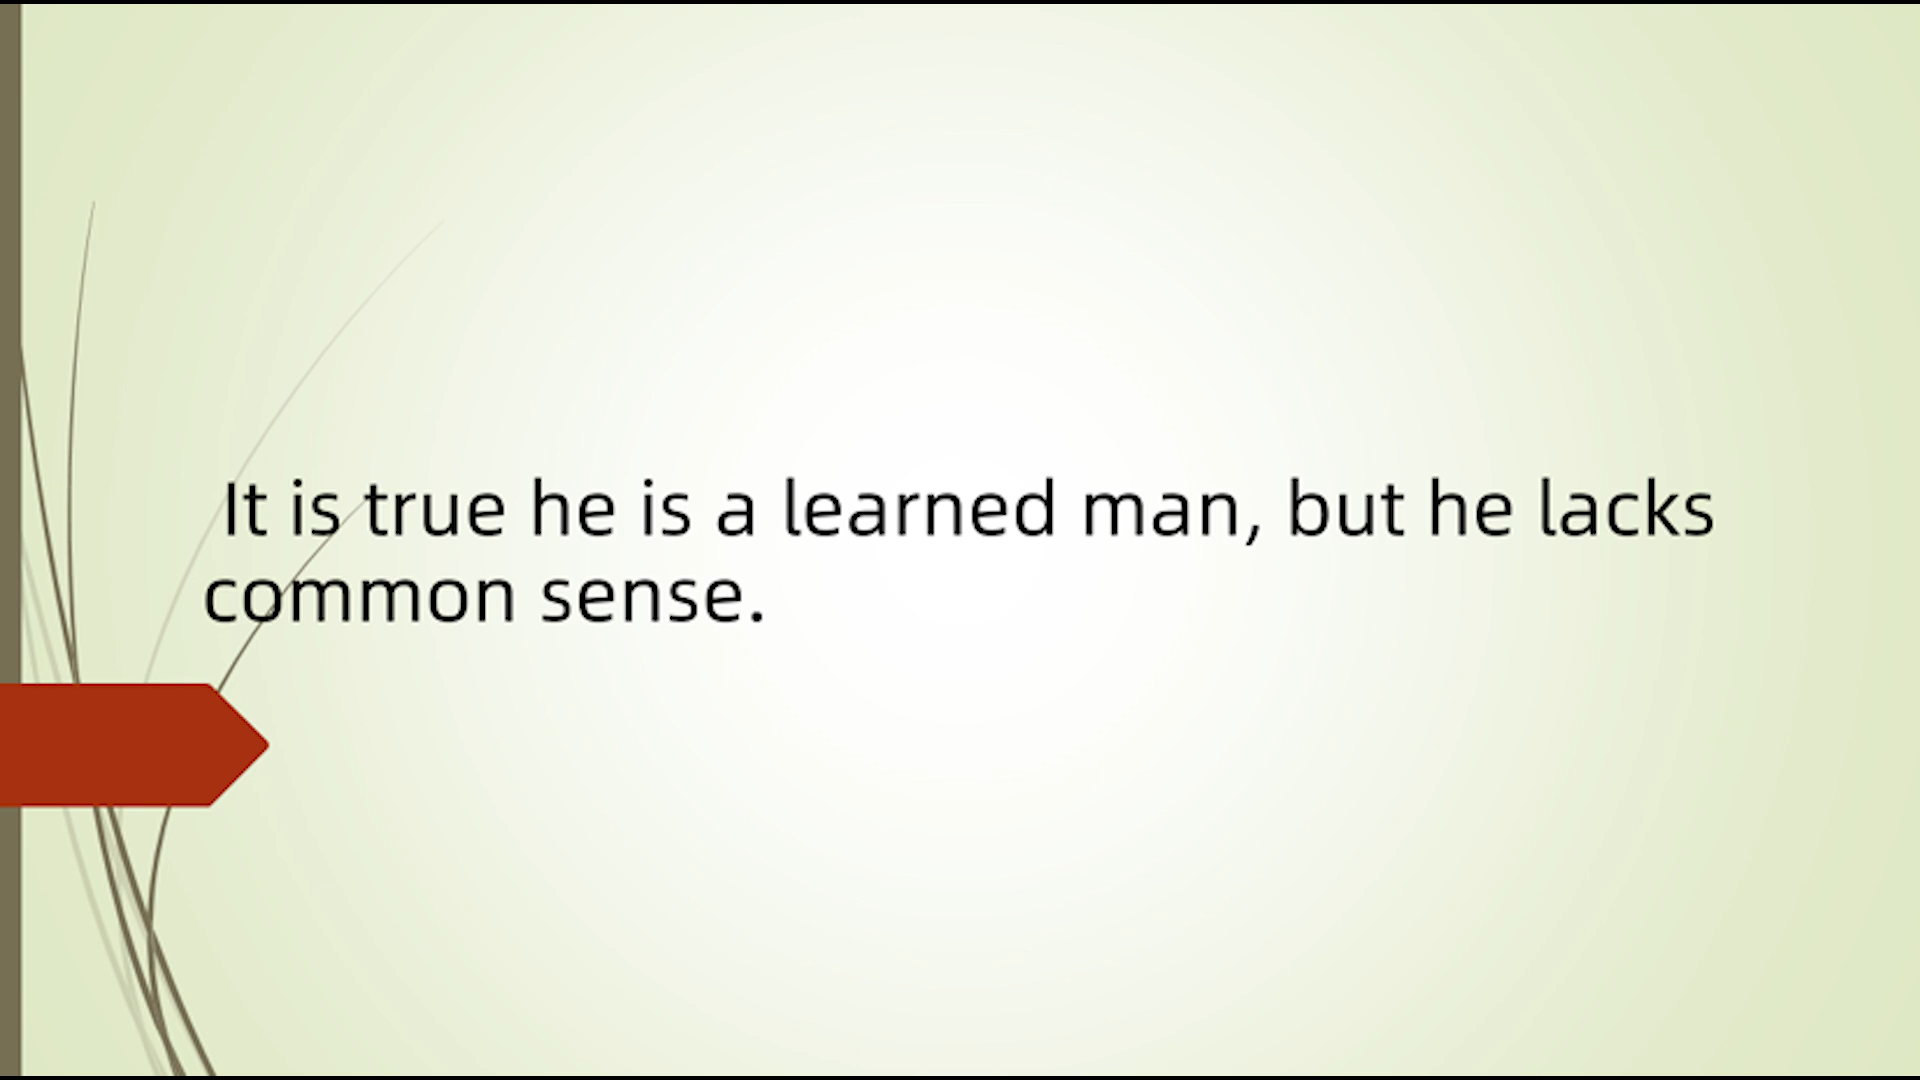 It is true he is a learned man, but he lacks
common sense.